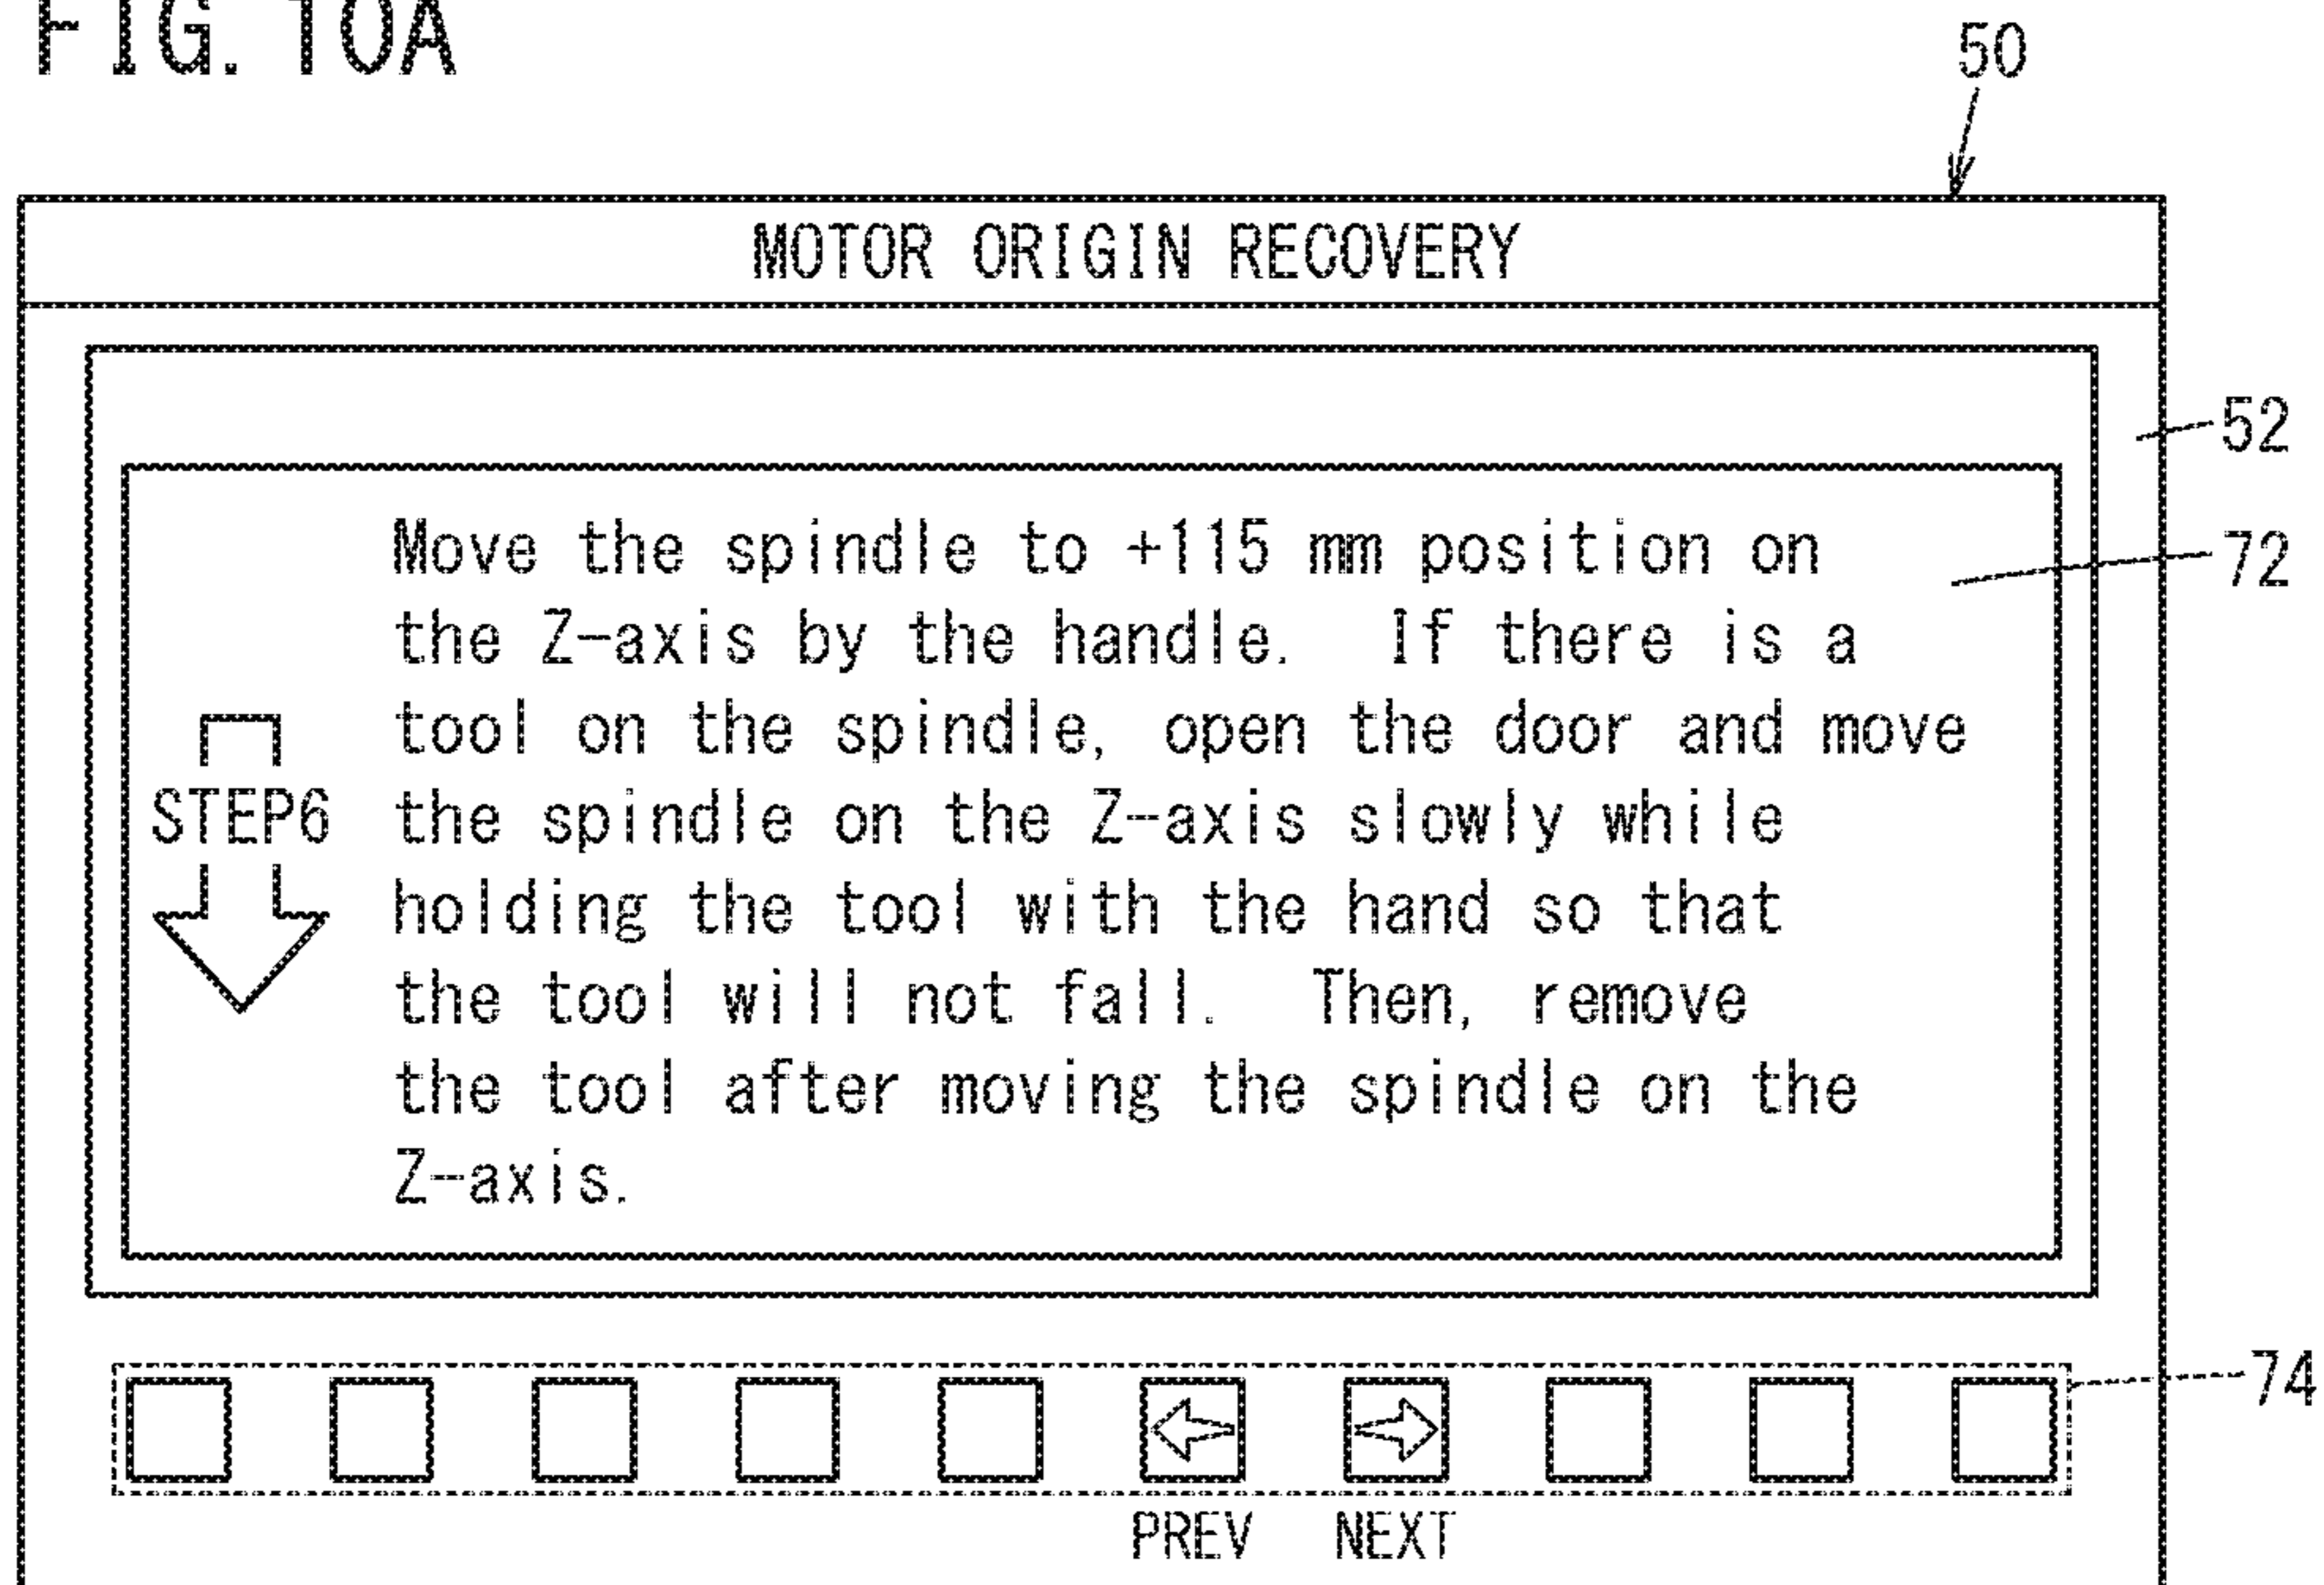 FIG. 10A
50
MOTOR ORIGIN RECOVERY
52
72
Move the spindle to +115 mm position on
the Z-axis by the handle. If there is a
tool on the spindle, open the door and move
STEP6 the spindle on the Z-axis slowly while
holding the tool with the hand so that
the tool will not fall. Then, remove
the tool after moving the spindle on the
Z-axis.
74
PREV NEXT